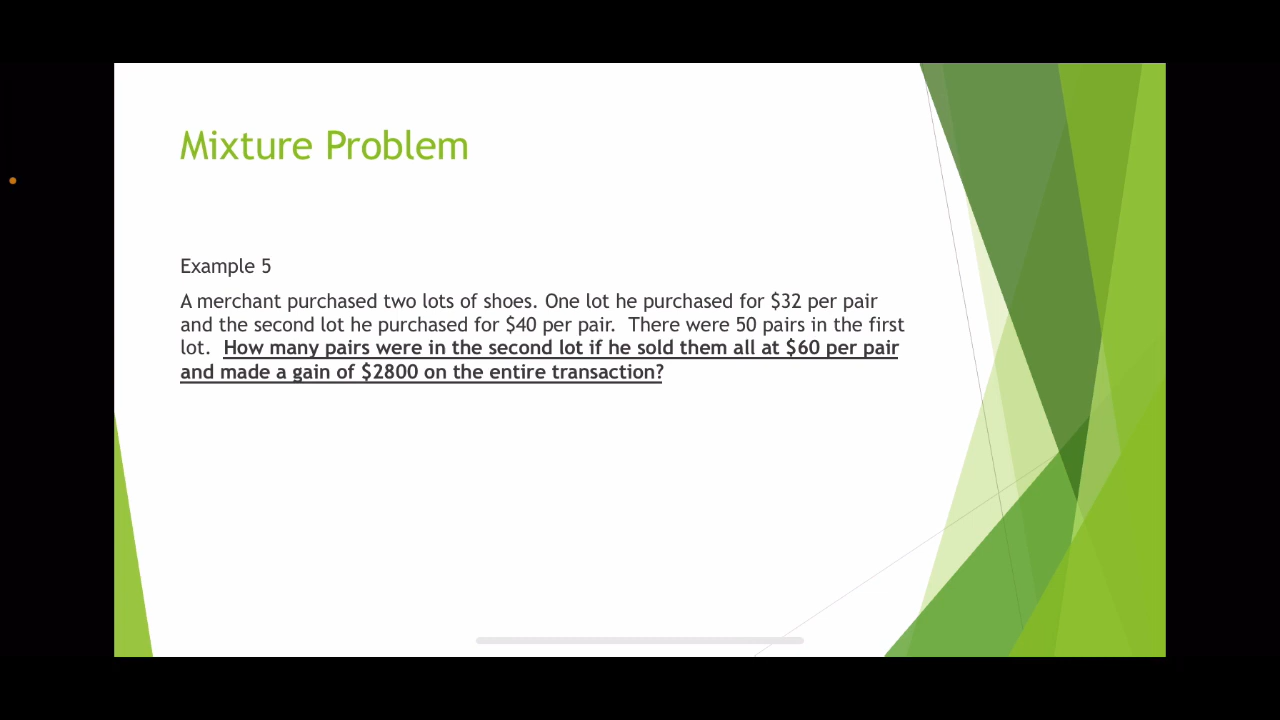 Mixture Problem
Example 5
A merchant purchased two lots of shoes. One lot he purchased for $32 per pair
and the second lot he purchased for $40 per pair. There were 50 pairs in the first
lot. How many pairs were in the second lot if he sold them all at $60 per pair
and made a gain of $2800 on the entire transaction?